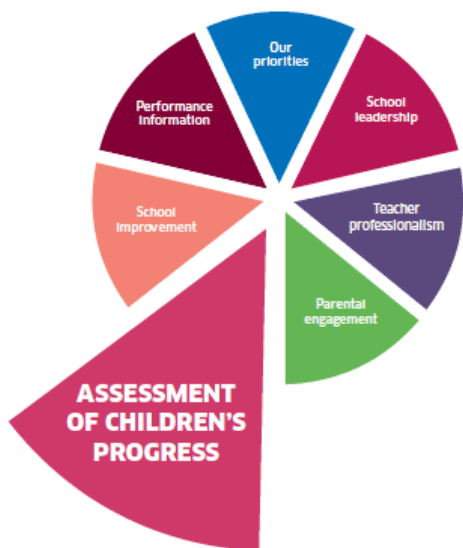 Our
priorities
School
leadership
Performance
information
Teacher
professionalism
School
improvement
Parental
engagement
ASSESSMENT
OF CHILDREN'S
PROGRESS